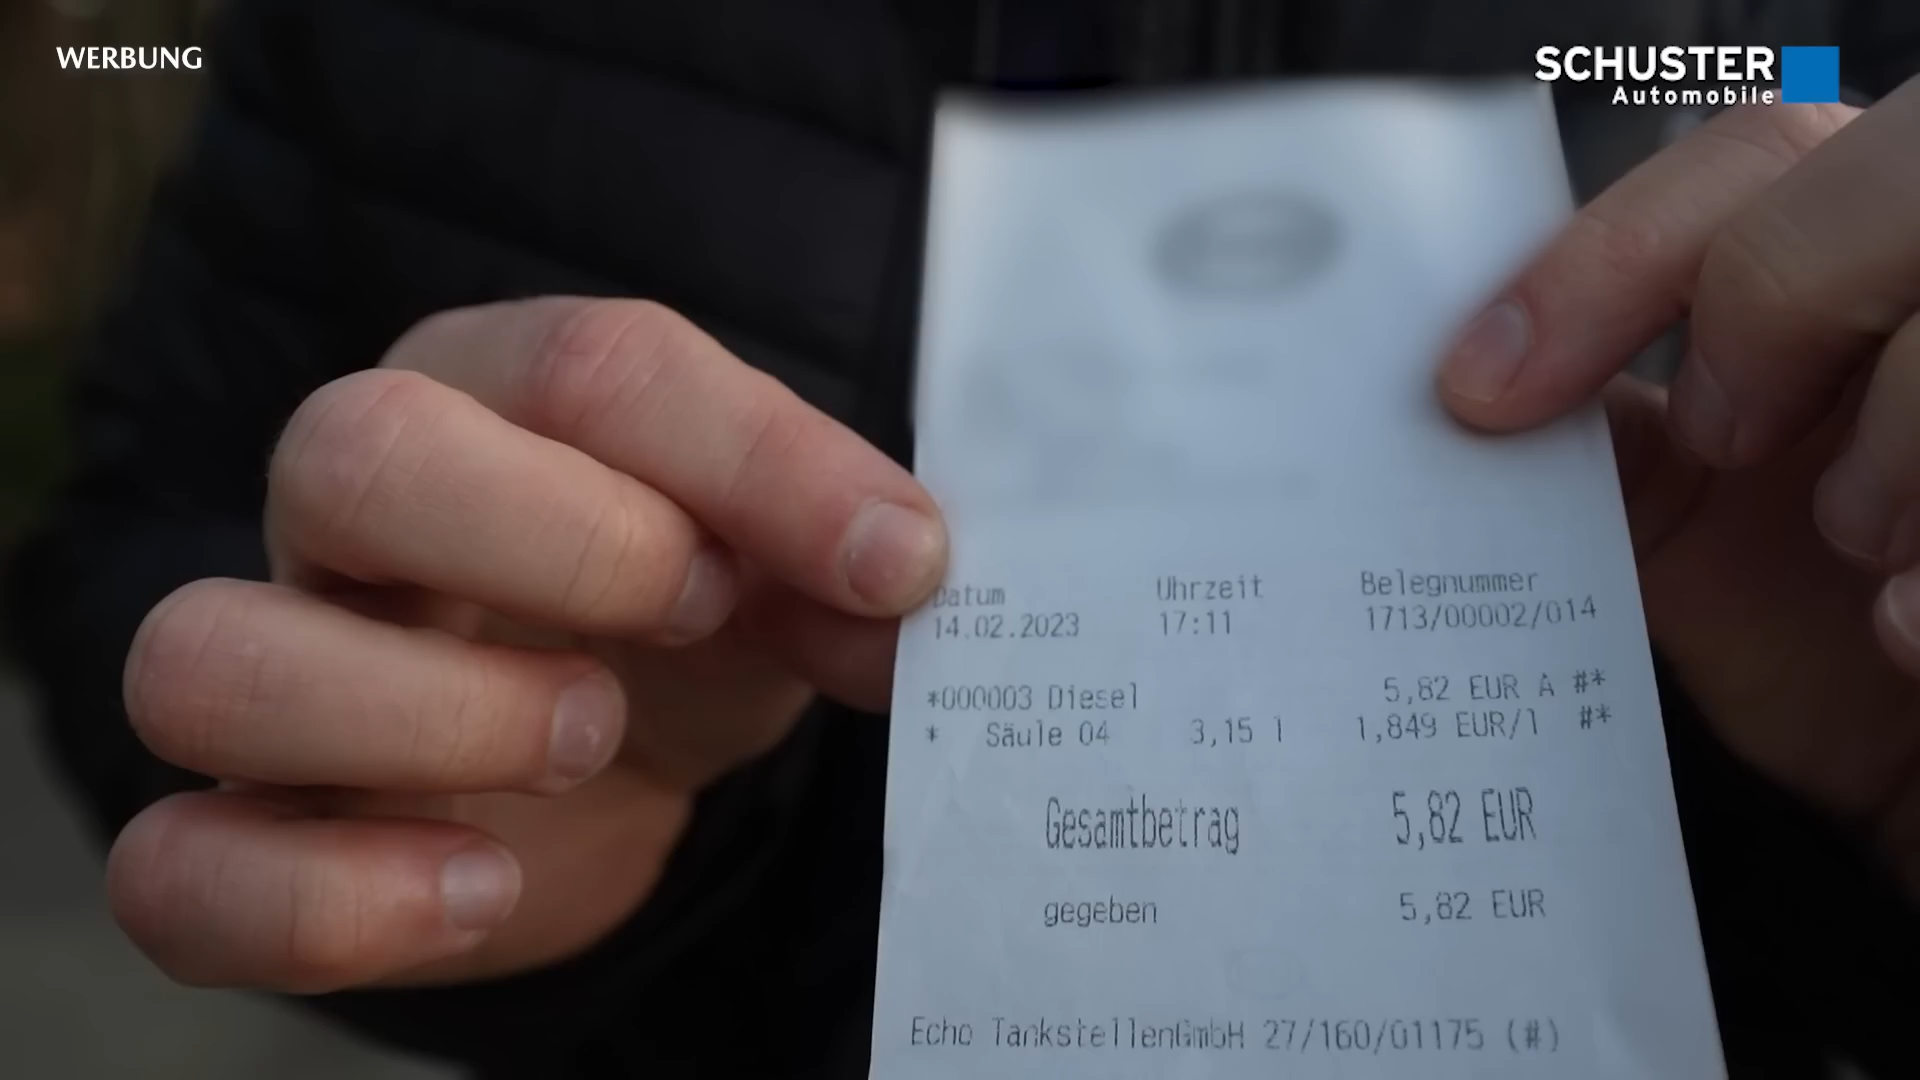 WERBUNG
SCHUSTER
Automobile
Datum Uhrzeit Belegnummer
14.02.2023 17:11 1713/00002/014
*000003 Diesel 5,82 EUR A #*
* Säule 04 3,15 l 1,849 EUR/l #*
Gesamtbetrag 5,82 EUR
gegeben 5,82 EUR
Echo TankstellenGmbH 27/160/01175 (#)